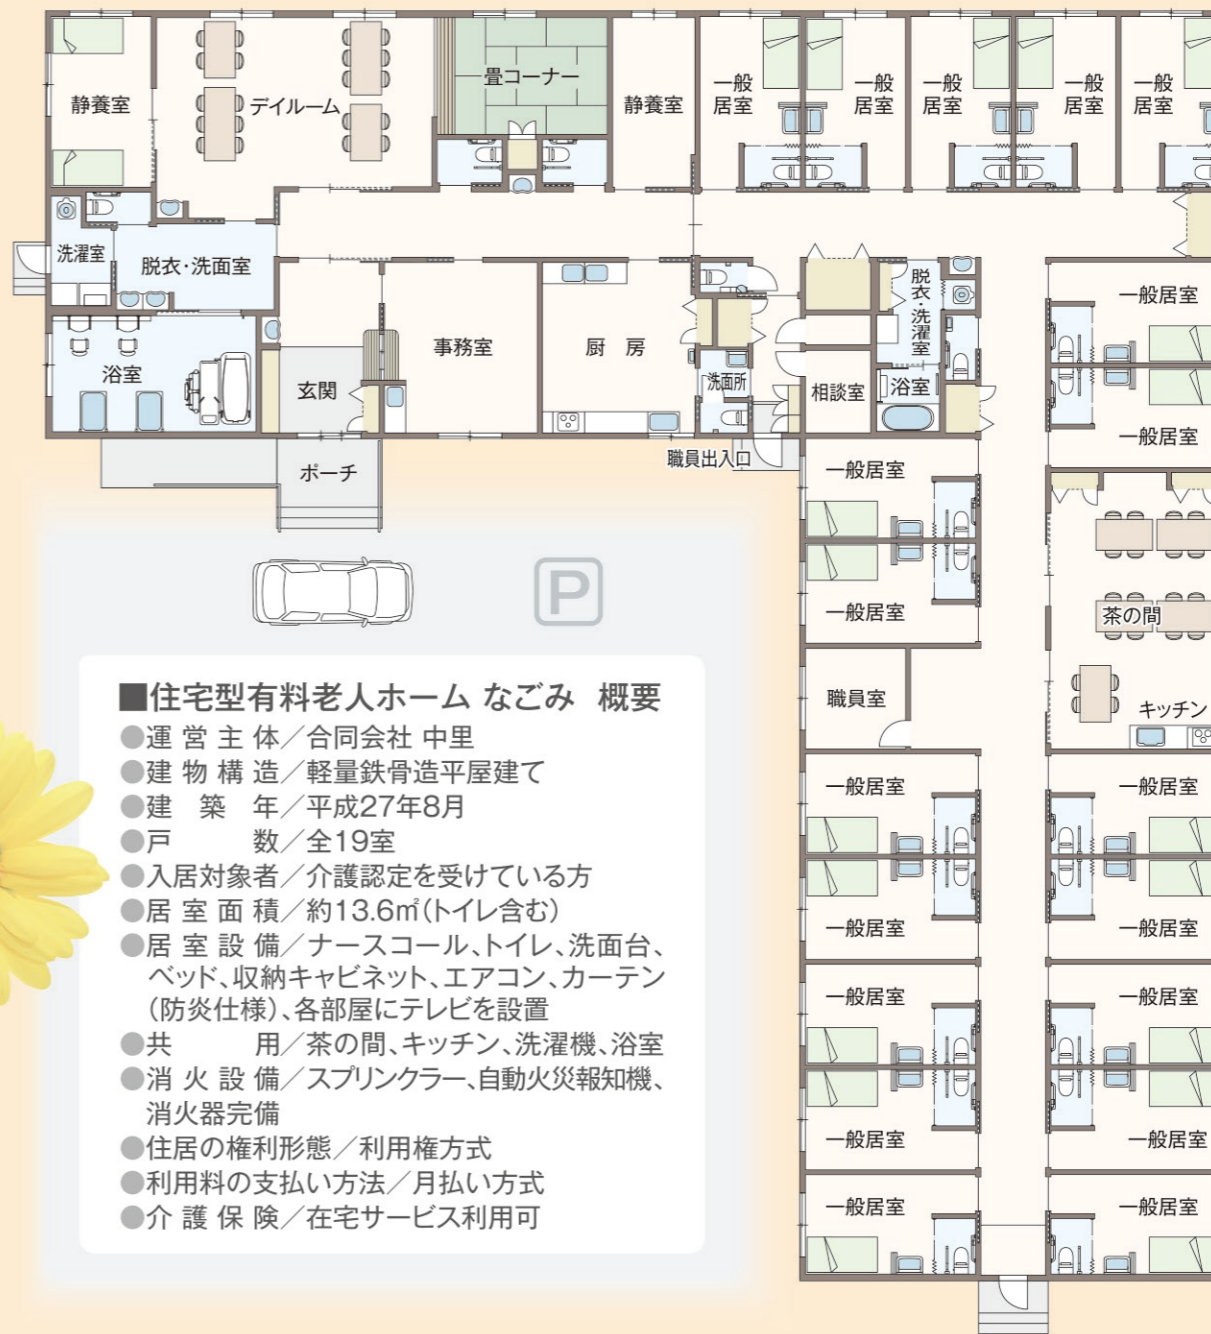 静養室
デイルーム
畳コーナー
静養室
一般
居室
一般
居室
一般
居室
一般
居室
一般
居室
洗濯室
脱衣・洗面室
浴室
玄関
事務室
厨 房
洗面所
脱衣・洗濯室
相談室
浴室
一般居室
一般居室
ポーチ
職員出入口
一般居室
一般居室
茶の間
キッチン
職員室
一般居室
一般居室
一般居室
一般居室
一般居室
一般居室
一般居室
一般居室
一般居室
一般居室
P
■住宅型有料老人ホーム なごみ 概要
●運営主体／合同会社 中里
●建物構造／軽量鉄骨造平屋建て
●建築年／平成27年8月
●戸数／全19室
●入居対象者／介護認定を受けている方
●居室面積／約13.6㎡(トイレ含む)
●居室設備／ナースコール、トイレ、洗面台、
ベッド、収納キャビネット、エアコン、カーテン
(防炎仕様)、各部屋にテレビを設置
●共用／茶の間、キッチン、洗濯機、浴室
●消火設備／スプリンクラー、自動火災報知機、
消火器完備
●住居の権利形態／利用権方式
●利用料の支払い方法／月払い方式
●介護保険／在宅サービス利用可